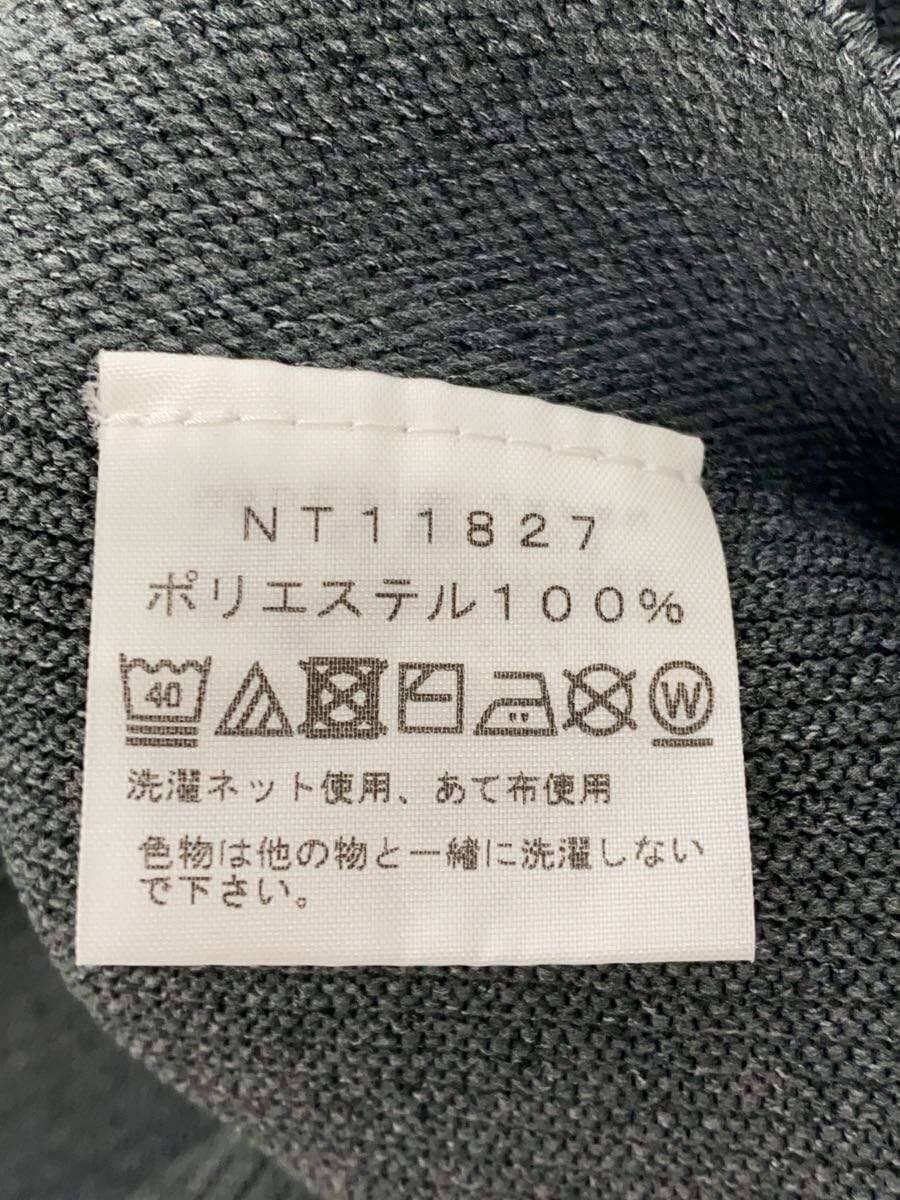 NT11827
ポリエステル100%
40
W
洗濯ネット使用、あて布使用
色物は他の物と一緒に洗濯しない
で下さい。